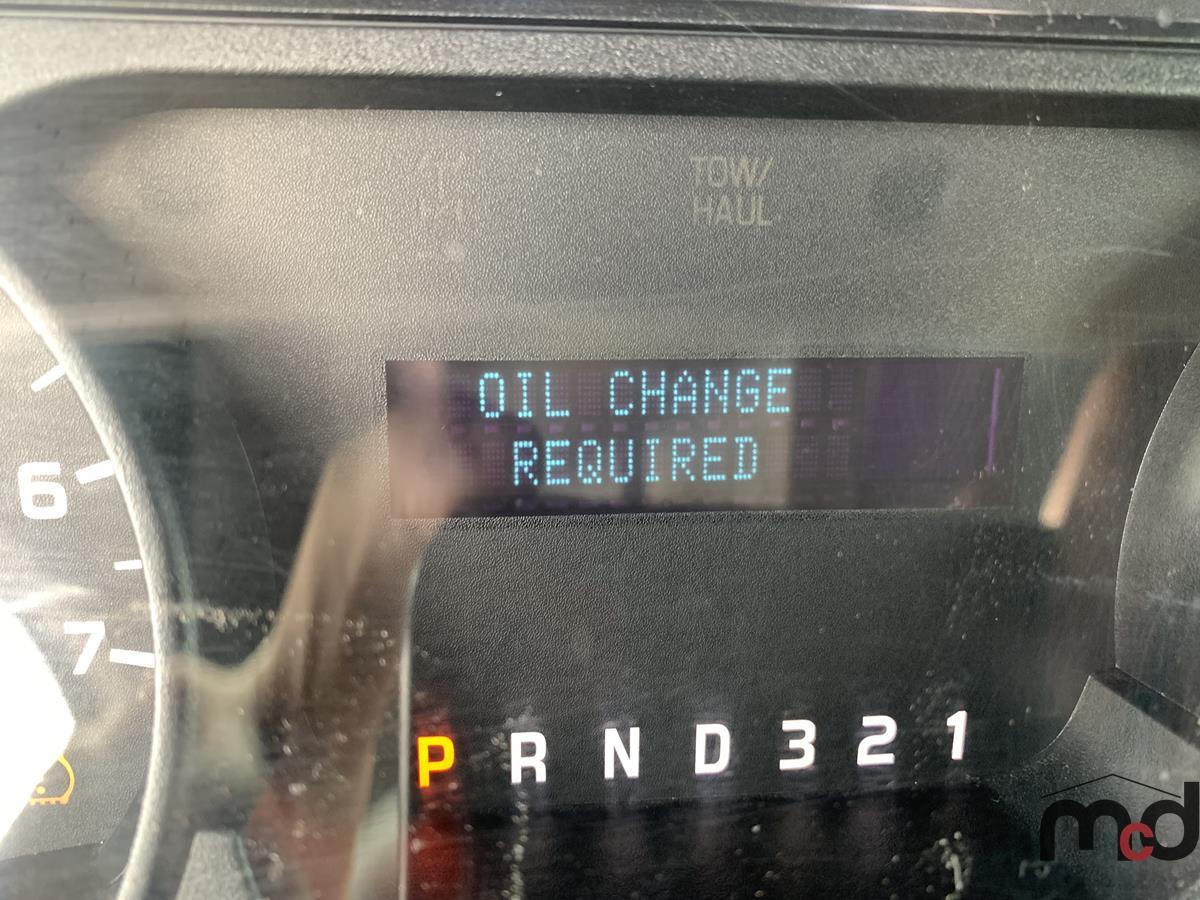 TOW/
HAUL
OIL CHANGE
REQUIRED
6
7
P R N D 3 2 1
mcd